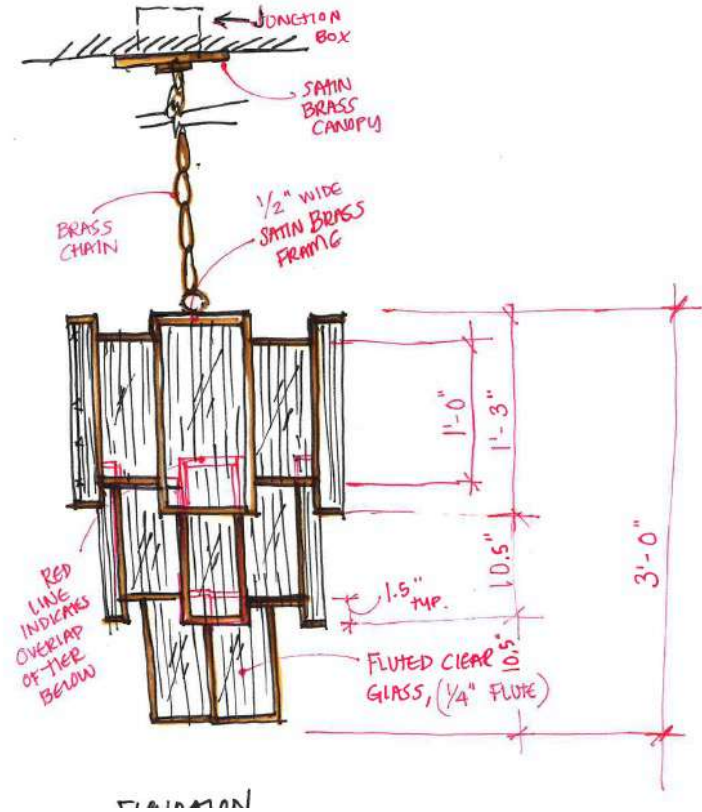 JUNCTION
BOX
SATIN
BRASS
CANOPY
BRASS
CHAIN
1/2" WIDE
SATIN BRASS
FRAME
1'-0"
1'-3"
10.5"
3'-0"
1.5"
TYP.
10.5"
RED
LINE
INDICATES
OVERLAP
OF TIER
BELOW
FLUTED CLEAR
GLASS, (1/4" FLUTE)